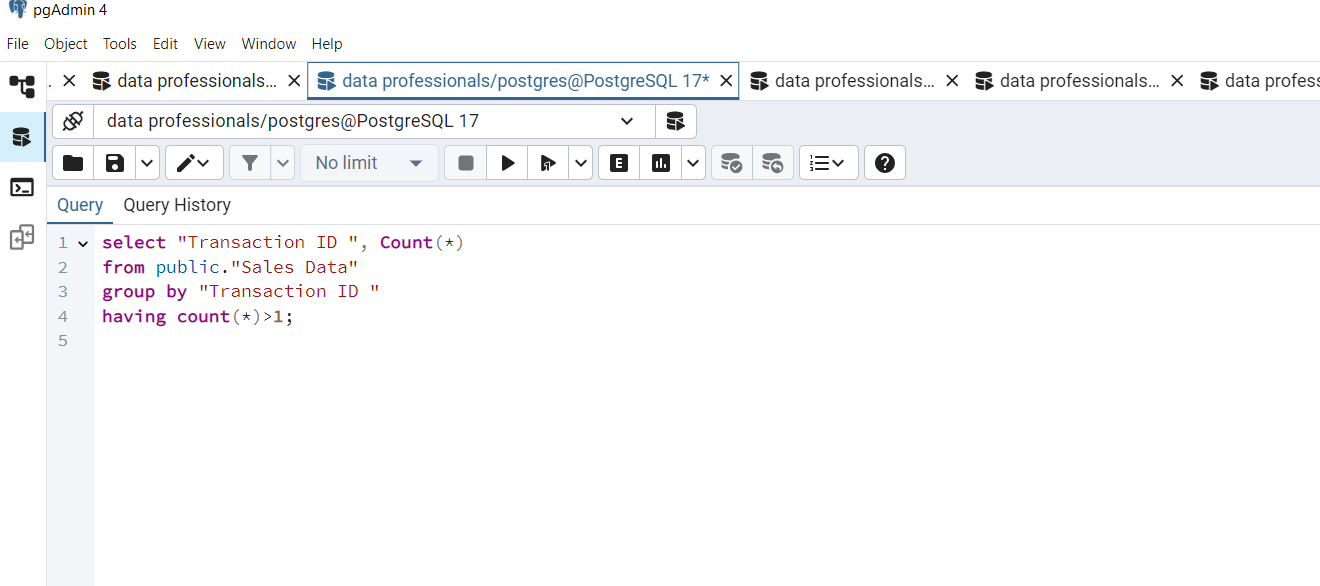 pgAdmin 4
File Object Tools Edit View Window Help
. data professionals... data professionals/postgres@PostgreSQL 17* data professionals... data professionals... data profess
data professionals/postgres@PostgreSQL 17
No limit E
Query Query History
1 select "Transaction ID ", Count(*)
2 from public."Sales Data"
3 group by "Transaction ID "
4 having count(*)>1;
5